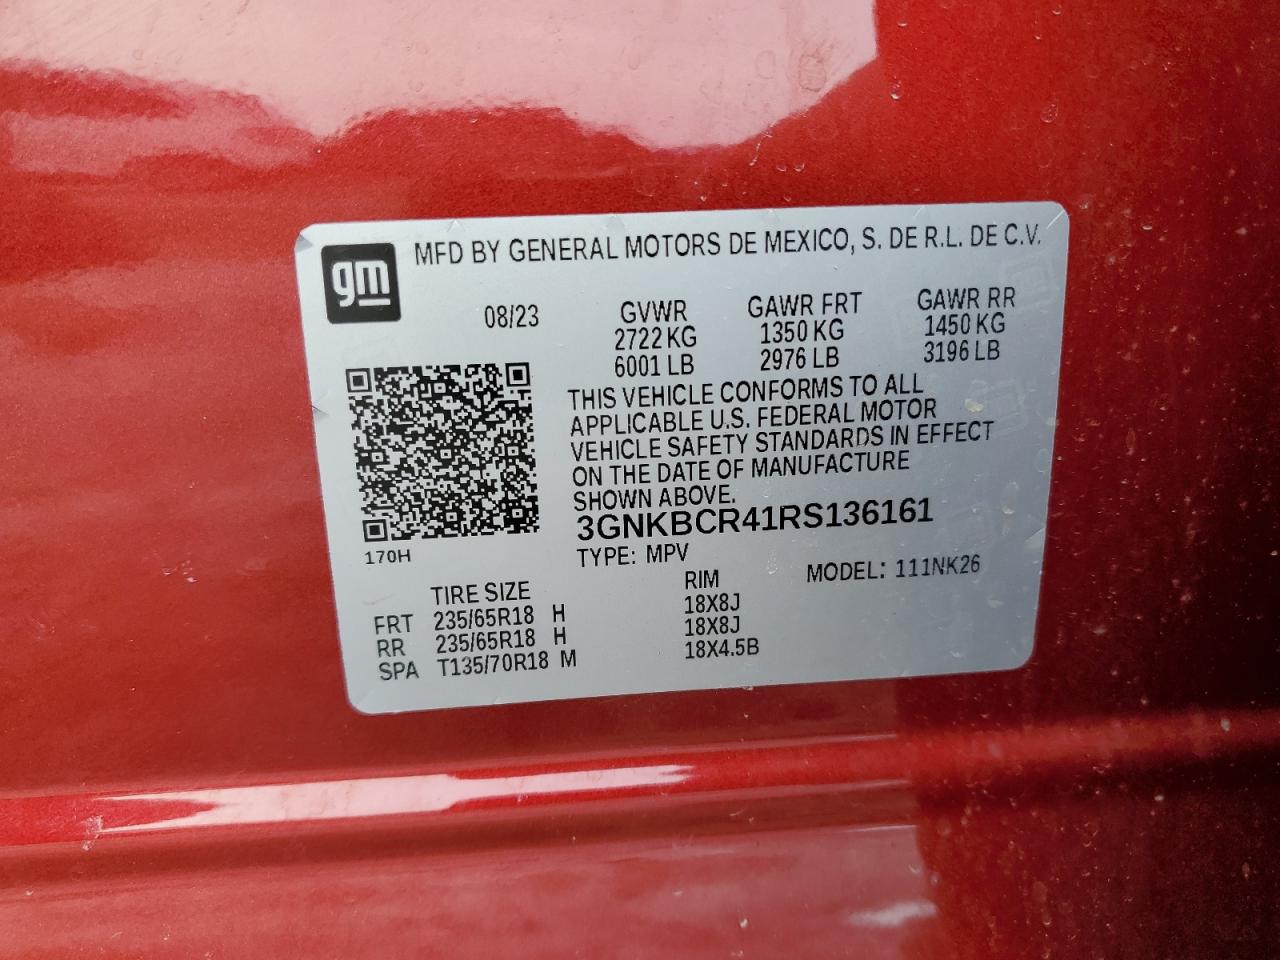 gm
MFD BY GENERAL MOTORS DE MEXICO, S. DE R.L. DE C.V.
08/23
GVWR GAWR FRT GAWR RR
2722 KG 1350 KG 1450 KG
6001 LB 2976 LB 3196 LB
THIS VEHICLE CONFORMS TO ALL
APPLICABLE U.S. FEDERAL MOTOR
VEHICLE SAFETY STANDARDS IN EFFECT
ON THE DATE OF MANUFACTURE
SHOWN ABOVE.
3GNKBCR41RS136161
170H
TYPE: MPV MODEL: 111NK26
TIRE SIZE RIM
FRT 235/65R18 H 18X8J
RR 235/65R18 H 18X8J
SPA T135/70R18 M 18X4.5B